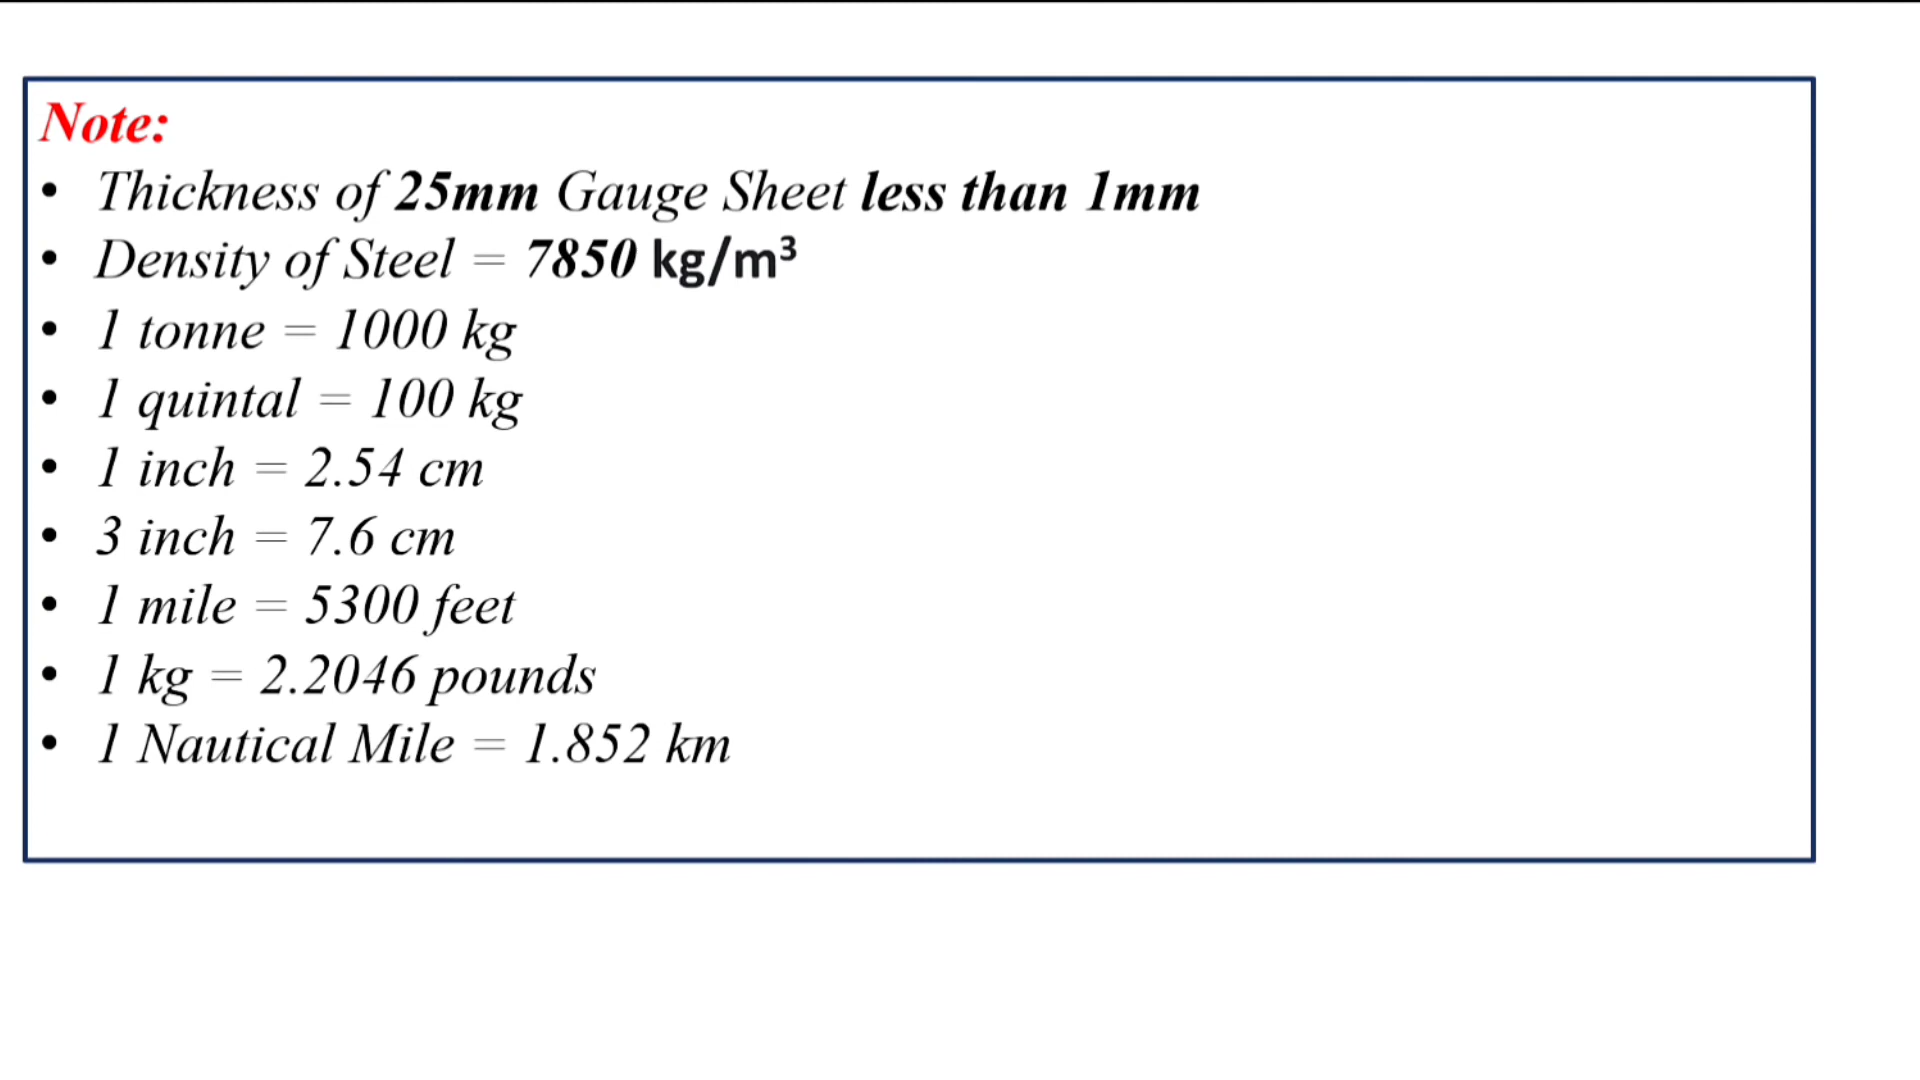 Note:
• Thickness of 25mm Gauge Sheet less than 1mm
• Density of Steel = 7850 kg/m³
• 1 tonne = 1000 kg
• 1 quintal = 100 kg
• 1 inch = 2.54 cm
• 3 inch = 7.6 cm
• 1 mile = 5300 feet
• 1 kg = 2.2046 pounds
• 1 Nautical Mile = 1.852 km